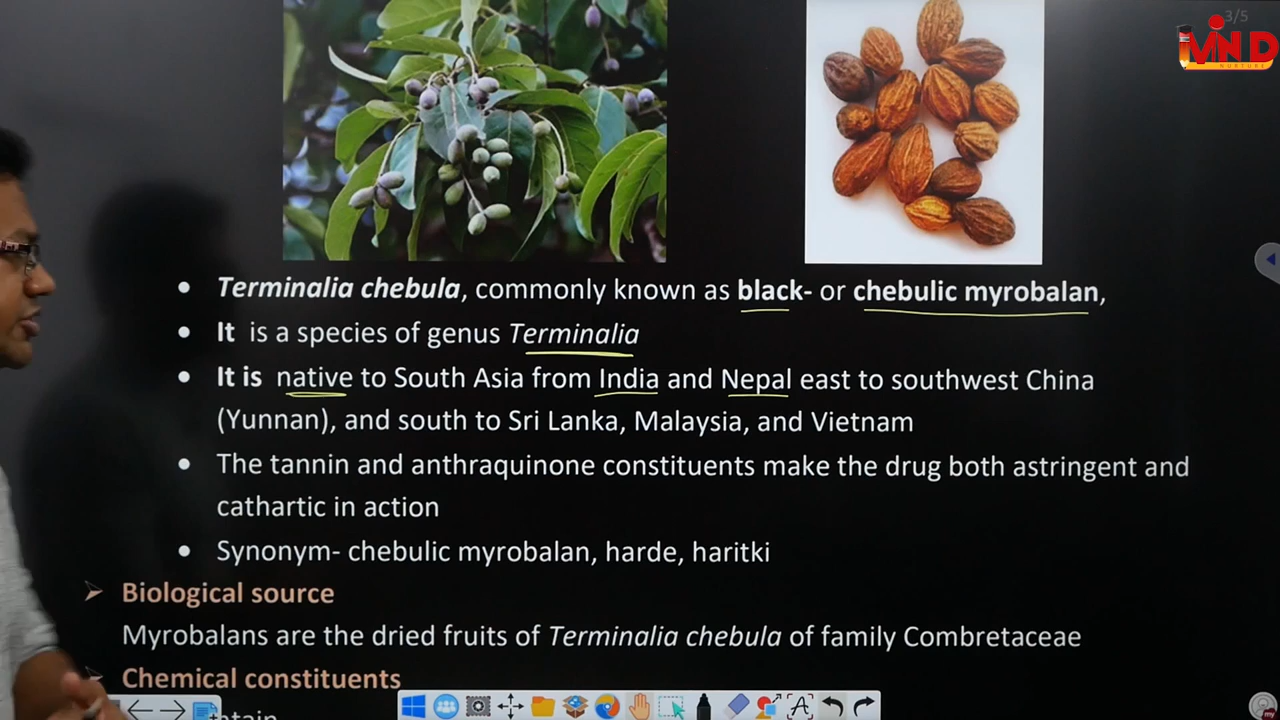 3/5
MIND
NURTURE
Terminalia chebula, commonly known as black- or chebulic myrobalan,
It is a species of genus Terminalia
It is native to South Asia from India and Nepal east to southwest China
(Yunnan), and south to Sri Lanka, Malaysia, and Vietnam
The tannin and anthraquinone constituents make the drug both astringent and
cathartic in action
Synonym- chebulic myrobalan, harde, haritki
Biological source
Myrobalans are the dried fruits of Terminalia chebula of family Combretaceae
Chemical constituents